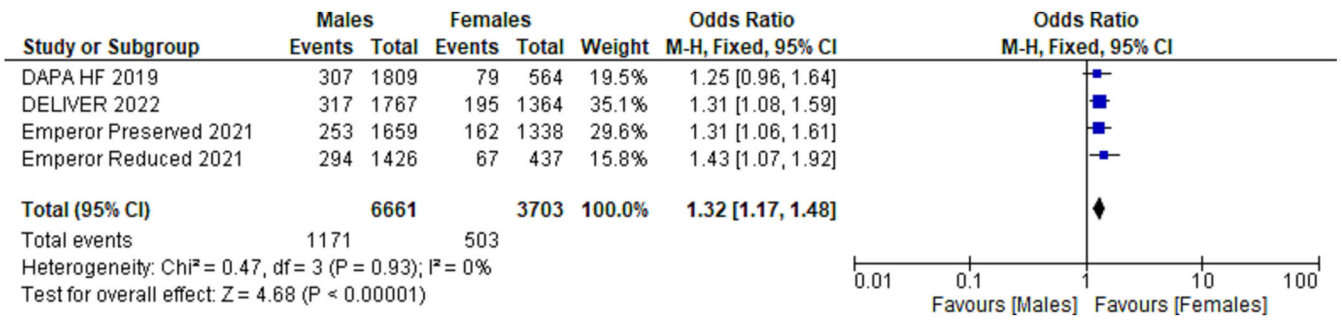 Males Females Odds Ratio Odds Ratio
Study or Subgroup Events Total Events Total Weight M-H, Fixed, 95% CI M-H, Fixed, 95% CI
DAPA HF 2019 307 1809 79 564 19.5% 1.25 [0.96, 1.64]
DELIVER 2022 317 1767 195 1364 35.1% 1.31 [1.08, 1.59]
Emperor Preserved 2021 253 1659 162 1338 29.6% 1.31 [1.06, 1.61]
Emperor Reduced 2021 294 1426 67 437 15.8% 1.43 [1.07, 1.92]
Total (95% CI) 6661 3703 100.0% 1.32 [1.17, 1.48]
Total events 1171 503
Heterogeneity: Chi² = 0.47, df = 3 (P = 0.93); I² = 0%
Test for overall effect: Z = 4.68 (P < 0.00001)
0.01 0.1 1 10 100
Favours [Males] Favours [Females]